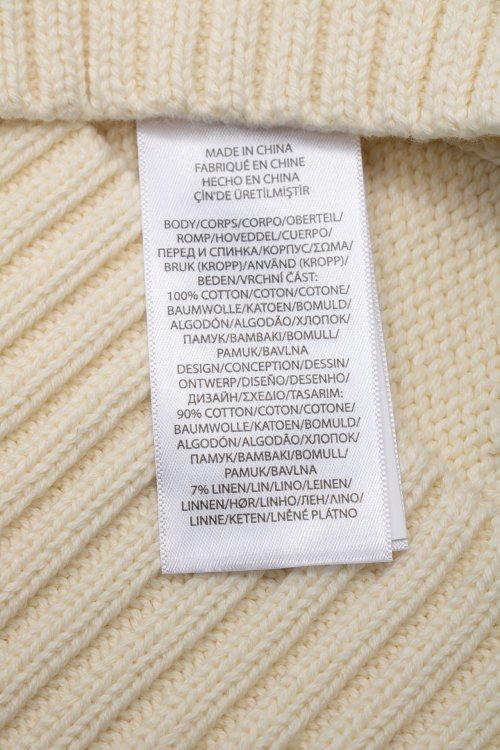 MADE IN CHINA
FABRIQUÉ EN CHINE
HECHO EN CHINA
ÇİN'DE ÜRETİLMİŞTİR
BODY/CORPS/CORPO/OBERTEIL/
ROMP/HOVEDDEL/CUERPO/
ПЕРЕД И СПИНКА/КОРПУС/ΣΩΜΑ/
BRUK (KROPP)/ANVÄND (KROPP)/
BEDEN/VRCHNÍ ČÁST:
100% COTTON/COTON/COTONE/
BAUMWOLLE/KATOEN/BOMULD/
ALGODÓN/ALGODÃO/ХЛОПОК/
ПАМУК/ΒΑΜΒΑΚΙ/BOMULL/
PAMUK/BAVLNA
DESIGN/CONCEPTION/DESSIN/
ONTWERP/DISEÑO/DESENHO/
ДИЗАЙН/ΣΧΕΔΙΟ/TASARIM:
90% COTTON/COTON/COTONE/
BAUMWOLLE/KATOEN/BOMULD/
ALGODÓN/ALGODÃO/ХЛОПОК/
ПАМУК/ΒΑΜΒΑΚΙ/BOMULL/
PAMUK/BAVLNA
7% LINEN/LIN/LINO/LEINEN/
LINNEN/HØR/LINHO/ЛЕН/ΛΙΝΟ/
LINNE/KETEN/LNĚNÉ PLÁTNO